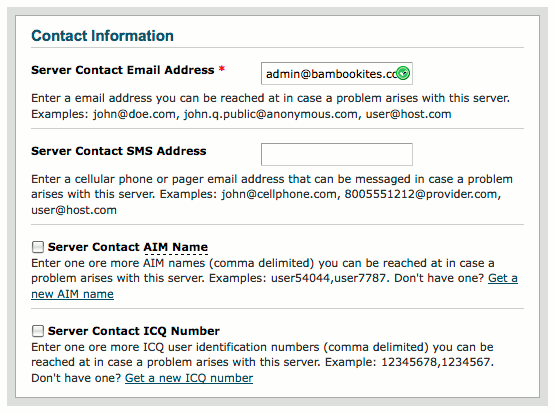 Contact Information
Server Contact Email Address *
admin@bambookites.co
Enter a email address you can be reached at in case a problem arises with this server.
Examples: john@doe.com, john.q.public@anonymous.com, user@host.com
Server Contact SMS Address
Enter a cellular phone or pager email address that can be messaged in case a problem
arises with this server. Examples: john@cellphone.com, 8005551212@provider.com,
user@host.com
Server Contact AIM Name
Enter one ore more AIM names (comma delimited) you can be reached at in case a
problem arises with this server. Examples: user54044,user7787. Don't have one? Get a
new AIM name
Server Contact ICQ Number
Enter one ore more ICQ user identification numbers (comma delimited) you can be
reached at in case a problem arises with this server. Example: 12345678,1234567.
Don't have one? Get a new ICQ number